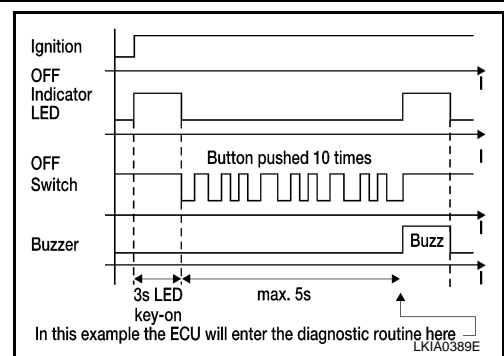 Ignition
OFF
Indicator
LED
OFF
Switch
Button pushed 10 times
Buzzer
Buzz
3s LED
key-on
max. 5s
In this example the ECU will enter the diagnostic routine here
LKIA0389E